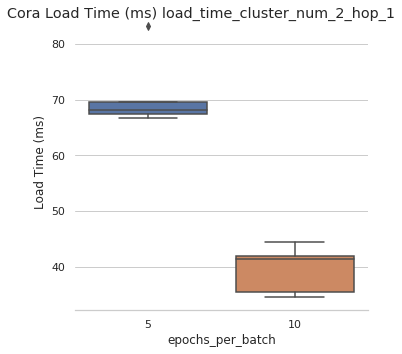 Cora Load Time (ms) load_time_cluster_num_2_hop_1
80
70
60
50
40
Load Time (ms)
5
10
epochs_per_batch